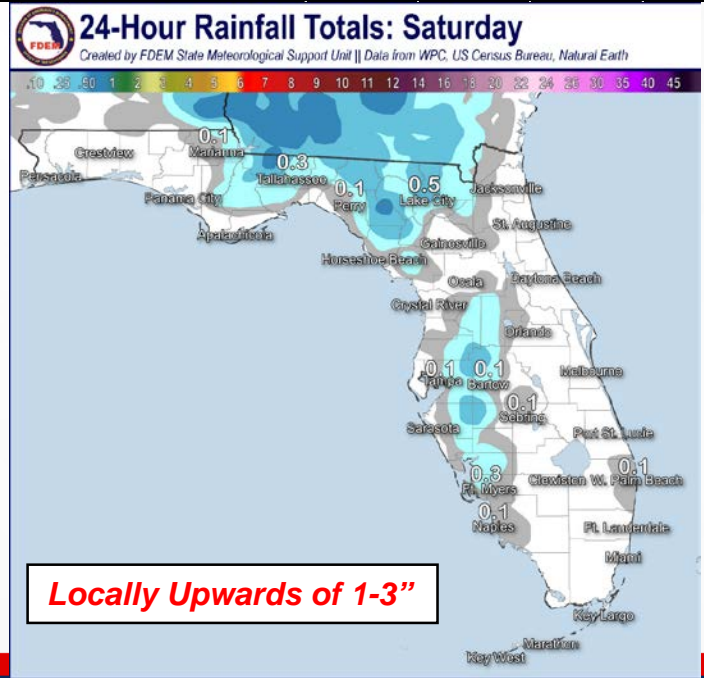 24-Hour Rainfall Totals: Saturday
Created by FDEM State Meteorological Support Unit || Data from WPC, US Census Bureau, Natural Earth
FDEM
.10 .25 .50 1 2 3 4 5 6 7 8 9 10 11 12 14 16 18 20 22 24 26 30 35 40 45
0.1
Crestview
Marianna
0.3
Pensacola
Tallahassee
0.1
0.5
Jacksonville
Panama City
Perry
Lake City
St. Augustine
Apalachicola
Gainesville
Horseshoe Beach
Ocala
Daytona Beach
Crystal River
Orlando
0.1
0.1
Melbourne
Tampa
Bartow
0.1
Sebring
Sarasota
Port St. Lucie
0.3
0.1
Ft. Myers
Clewiston
W. Palm Beach
0.1
Naples
Ft. Lauderdale
Miami
Locally Upwards of 1-3”
Key Largo
Marathon
Key West